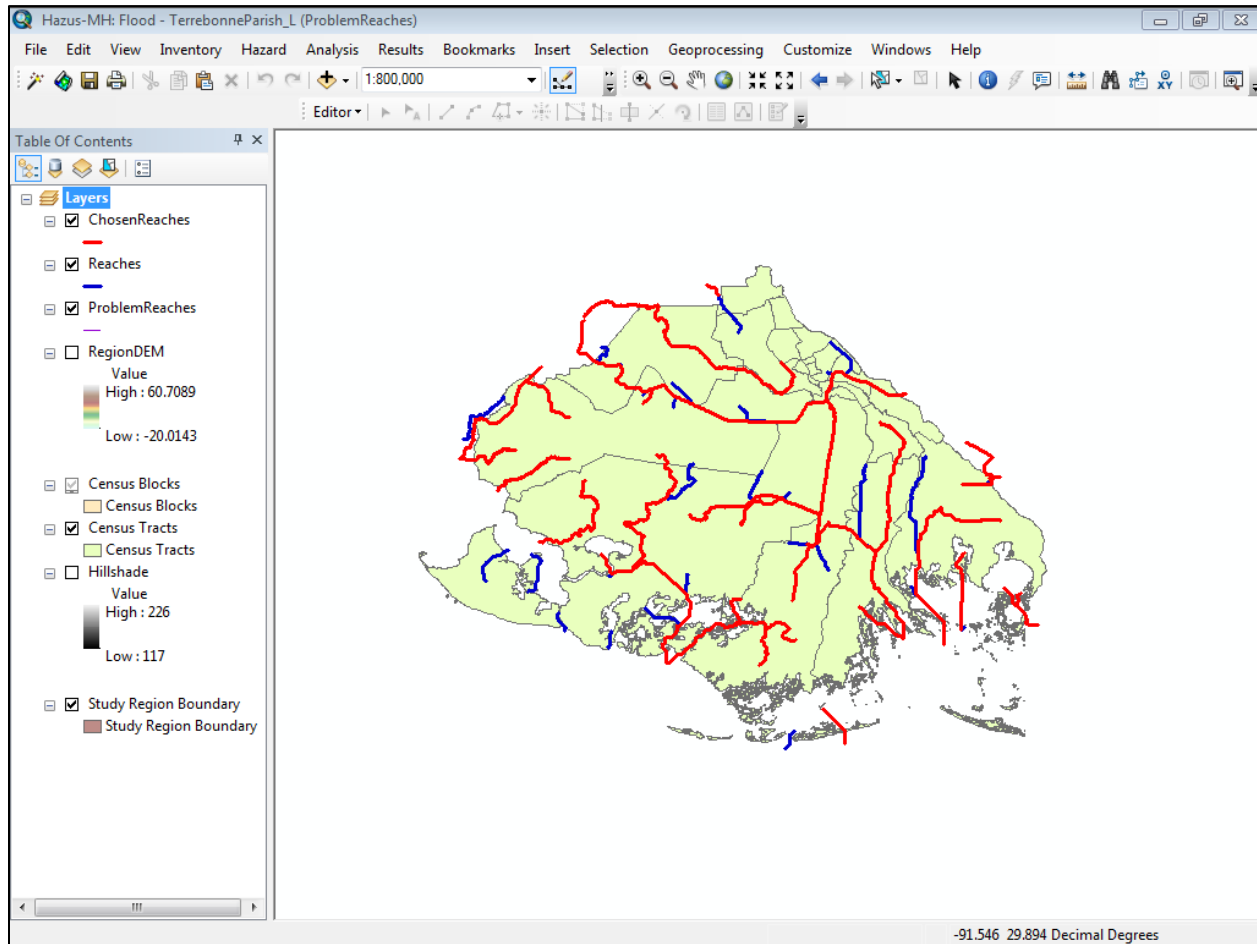 Hazus-MH: Flood - TerrebonneParish_L (ProblemReaches)
File Edit View Inventory Hazard Analysis Results Bookmarks Insert Selection Geoprocessing Customize Windows Help
1:800,000
Editor
Table Of Contents
Layers
ChosenReaches
Reaches
ProblemReaches
RegionDEM
Value
High : 60.7089
Low : -20.0143
Census Blocks
Census Blocks
Census Tracts
Census Tracts
Hillshade
Value
High : 226
Low : 117
Study Region Boundary
Study Region Boundary
-91.546 29.894 Decimal Degrees